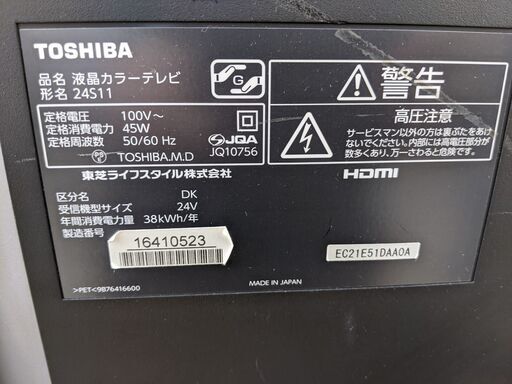 TOSHIBA
品名 液晶カラーテレビ
形名 24S11
G
定格電圧 100V～
定格消費電力 45W
定格周波数 50/60 Hz
P TOSHIBA.M.D
S JQA
JQ10756
東芝ライフスタイル株式会社
区分名 DK
受信機型サイズ 24V
年間消費電力量 38kWh/年
製造番号
16410523
>PET<9B76416600
警告
高圧注意
サービスマン以外の方は裏ぶたをあけ
ないでください。内部には高電圧部分が
数多くあり、万一さわると危険です。
HDMI
EC21E51DAA0A
MADE IN JAPAN